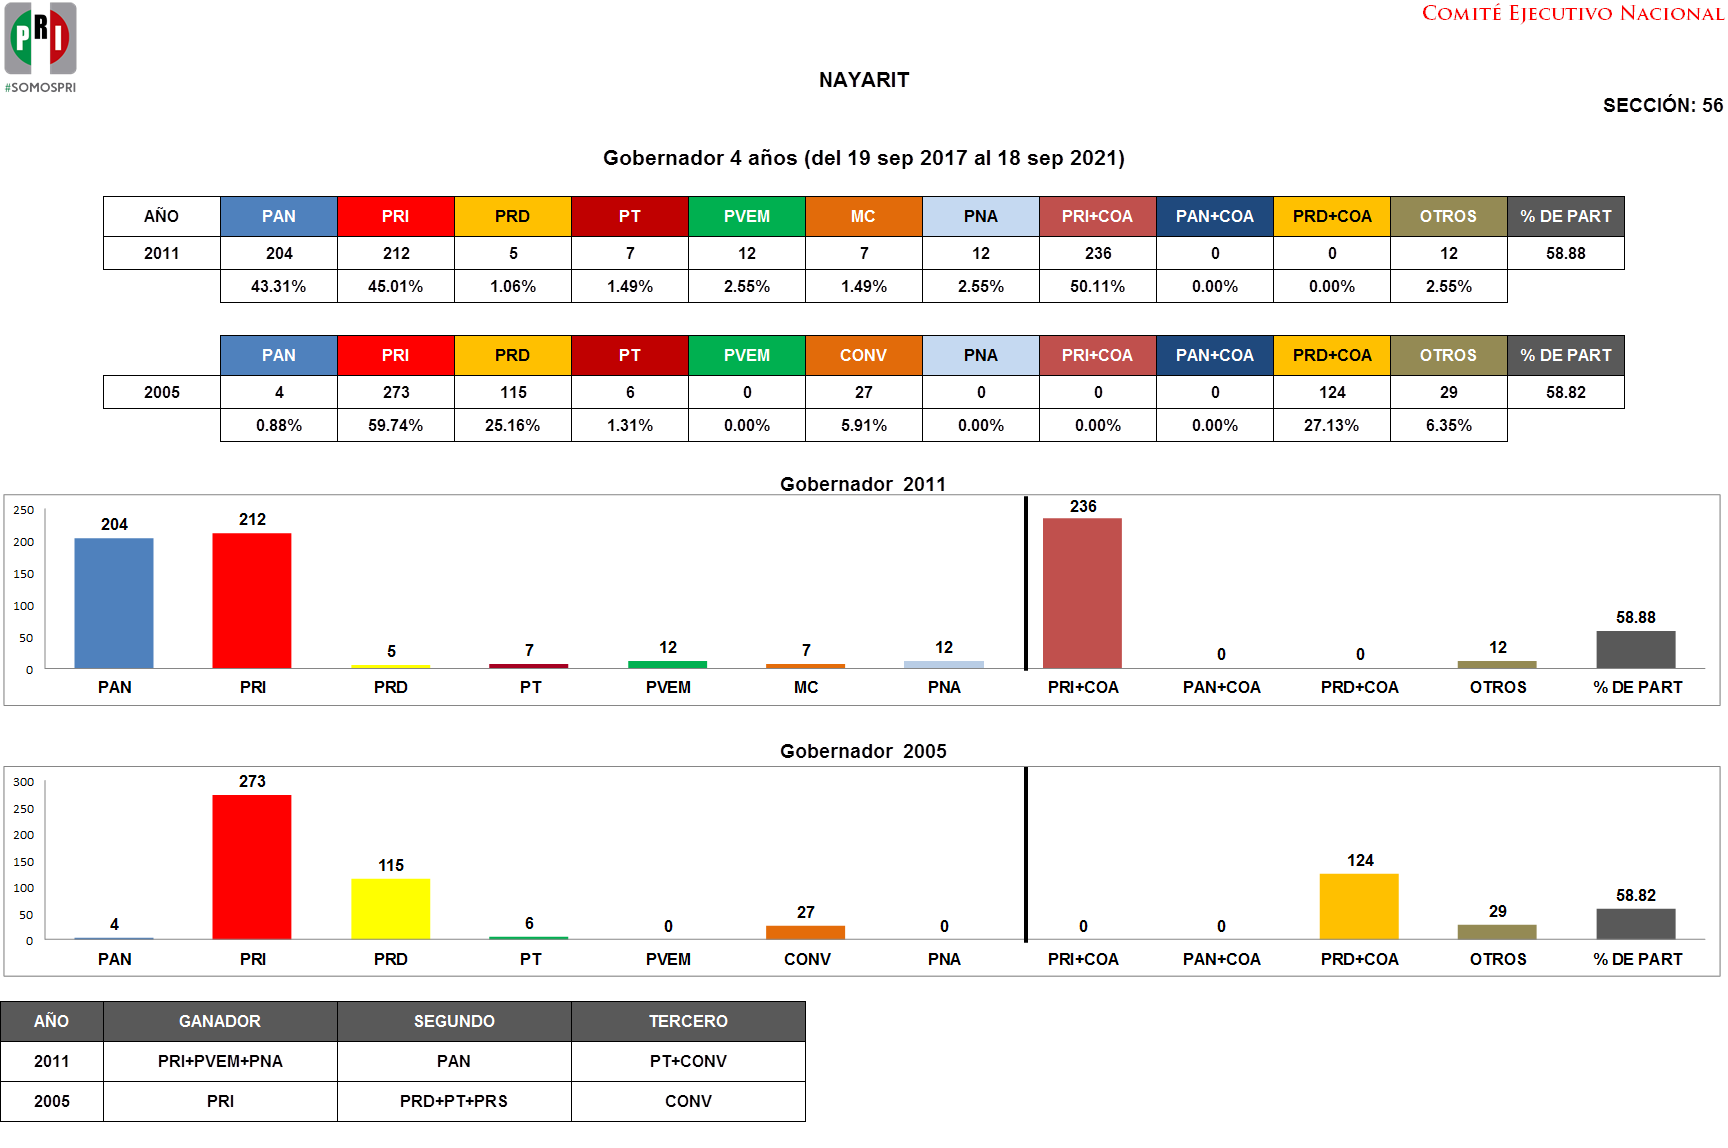 PRI
#SOMOSPRI
COMITÉ EJECUTIVO NACIONAL
NAYARIT
SECCIÓN: 56
Gobernador 4 años (del 19 sep 2017 al 18 sep 2021)
AÑO PAN PRI PRD PT PVEM MC PNA PRI+COA PAN+COA PRD+COA OTROS % DE PART
2011 204 212 5 7 12 7 12 236 0 0 12 58.88
43.31% 45.01% 1.06% 1.49% 2.55% 1.49% 2.55% 50.11% 0.00% 0.00% 2.55%
PAN PRI PRD PT PVEM CONV PNA PRI+COA PAN+COA PRD+COA OTROS % DE PART
2005 4 273 115 6 0 27 0 0 0 124 29 58.82
0.88% 59.74% 25.16% 1.31% 0.00% 5.91% 0.00% 0.00% 0.00% 27.13% 6.35%
Gobernador 2011
250
200
150
100
50
0
204 212 5 7 12 7 12 236 0 0 12 58.88
PAN PRI PRD PT PVEM MC PNA PRI+COA PAN+COA PRD+COA OTROS % DE PART
Gobernador 2005
300
250
200
150
100
50
0
4 273 115 6 0 27 0 0 0 124 29 58.82
PAN PRI PRD PT PVEM CONV PNA PRI+COA PAN+COA PRD+COA OTROS % DE PART
AÑO GANADOR SEGUNDO TERCERO
2011 PRI+PVEM+PNA PAN PT+CONV
2005 PRI PRD+PT+PRS CONV